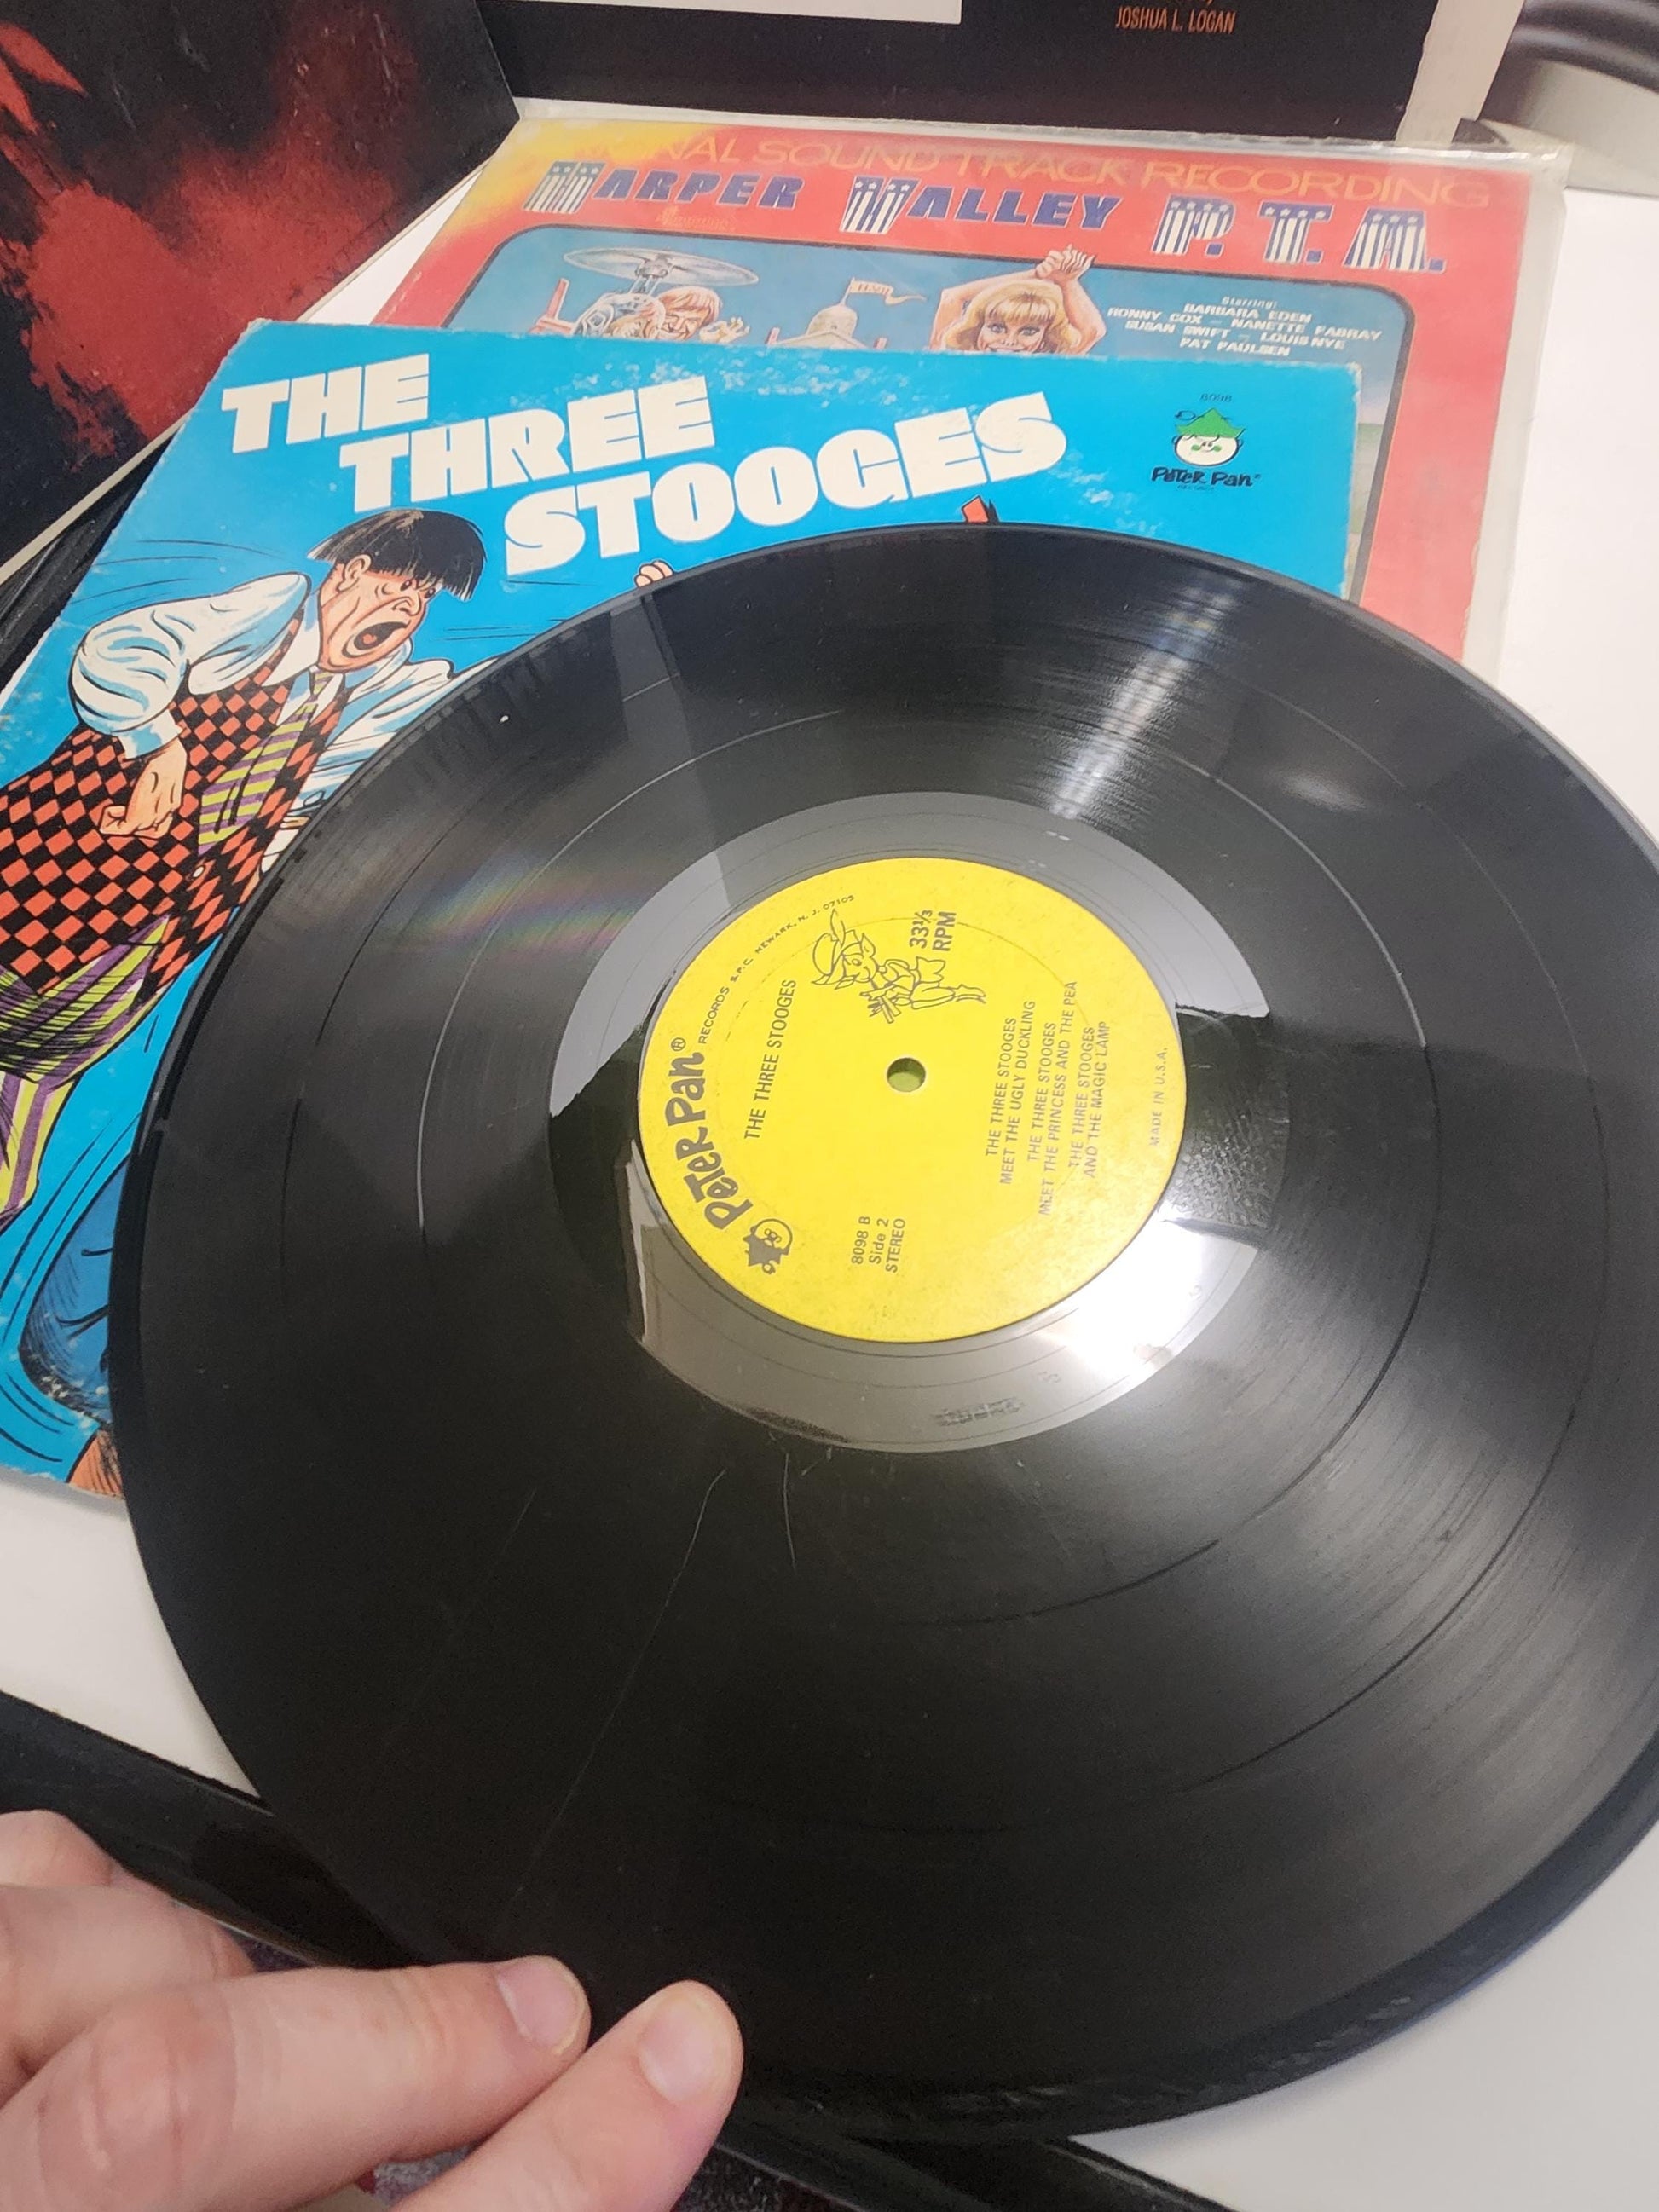 JOSHUA L. LOGAN
SOUND TRACK RECORDING
HARPER VALLEY P.T.A.
Starring:
BARBARA EDEN
RONNY COX - NANETTE FABRAY
SUSAN SWIFT - LOUIS NYE
PAT PAULSEN
THE
THREE
STOOGES
8098
PETER PAN®
PETER PAN® RECORDS S.P.C. NEWARK, N. J. 07105
THE THREE STOOGES
33⅓
RPM
8098 B
Side 2
STEREO
THE THREE STOOGES
MEET THE UGLY DUCKLING
THE THREE STOOGES
MEET THE PRINCESS AND THE PEA
THE THREE STOOGES
AND THE MAGIC LAMP
MADE IN U.S.A.